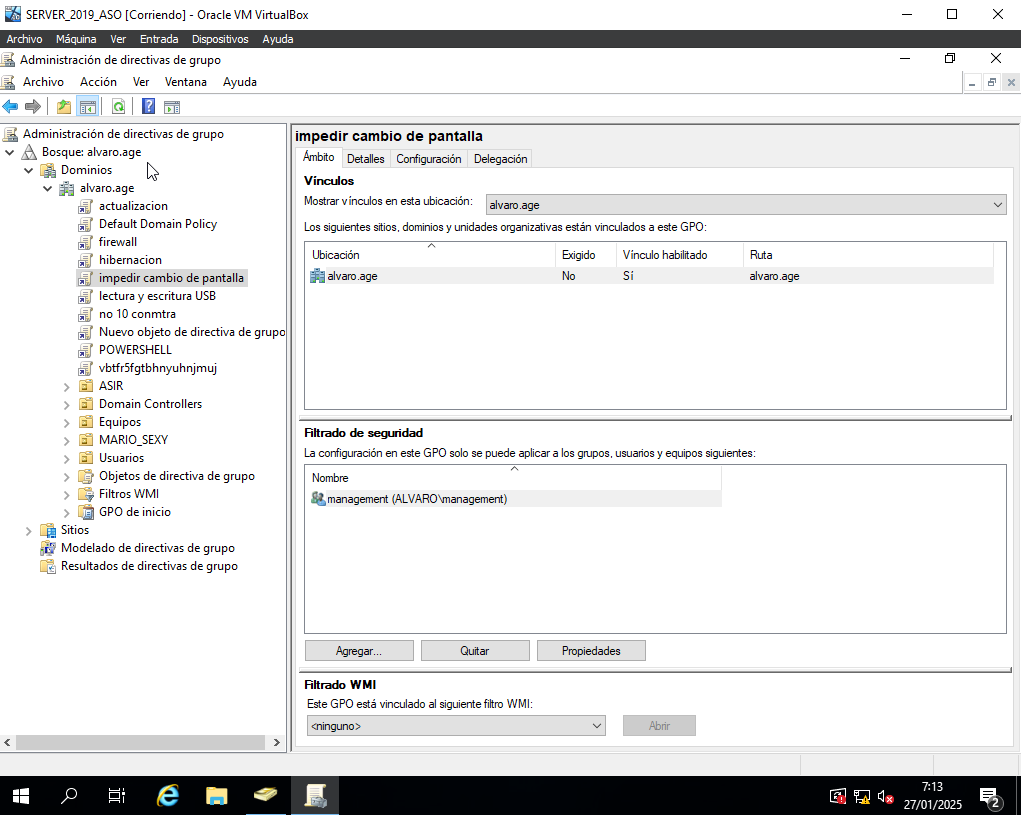 SERVER_2019_ASO [Corriendo] - Oracle VM VirtualBox
Archivo Máquina Ver Entrada Dispositivos Ayuda
Administración de directivas de grupo
Archivo Acción Ver Ventana Ayuda
Administración de directivas de grupo
Bosque: alvaro.age
Dominios
alvaro.age
actualizacion
Default Domain Policy
firewall
hibernacion
impedir cambio de pantalla
lectura y escritura USB
no 10 conmtra
Nuevo objeto de directiva de grupo
POWERSHELL
vbtfr5fgtbhnyuhnjmuj
ASIR
Domain Controllers
Equipos
MARIO_SEXY
Usuarios
Objetos de directiva de grupo
Filtros WMI
GPO de inicio
Sitios
Modelado de directivas de grupo
Resultados de directivas de grupo
impedir cambio de pantalla
Ámbito Detalles Configuración Delegación
Vínculos
Mostrar vínculos en esta ubicación: alvaro.age
Los siguientes sitios, dominios y unidades organizativas están vinculados a este GPO:
Ubicación Exigido Vínculo habilitado Ruta
alvaro.age No Sí alvaro.age
Filtrado de seguridad
La configuración en este GPO solo se puede aplicar a los grupos, usuarios y equipos siguientes:
Nombre
management (ALVARO\management)
Agregar... Quitar Propiedades
Filtrado WMI
Este GPO está vinculado al siguiente filtro WMI:
<ninguno> Abrir
7:13
27/01/2025
2